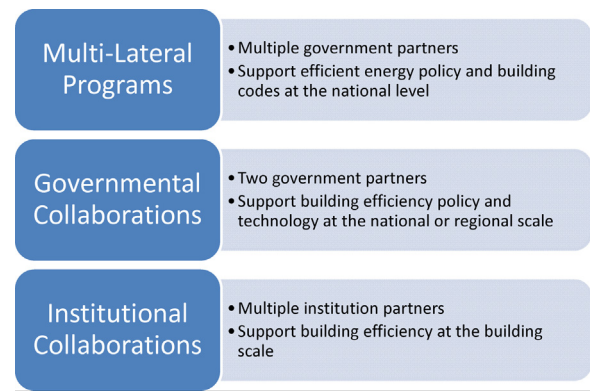 Multi-Lateral
Programs
• Multiple government partners
• Support efficient energy policy and building
codes at the national level
Governmental
Collaborations
• Two government partners
• Support building efficiency policy and
technology at the national or regional scale
Institutional
Collaborations
• Multiple institution partners
• Support building efficiency at the building
scale